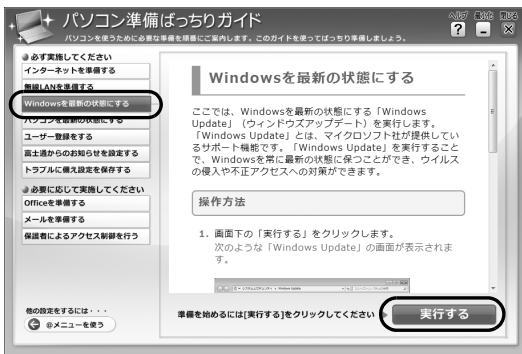 パソコン準備ばっちりガイド
パソコンを使うために必要な準備を順番にご案内します。このガイドを使ってばっちり準備しましょう。
ヘルプ 最小化 閉じる
必ず実施してください
インターネットを準備する
無線LANを準備する
Windowsを最新の状態にする
パソコンを最新の状態にする
ユーザー登録をする
富士通からのお知らせを設定する
トラブルに備え設定を保存する
必要に応じて実施してください
Officeを準備する
メールを準備する
保護者によるアクセス制御を行う
他の設定をするには・・・
@メニューを使う
Windowsを最新の状態にする
ここでは、Windowsを最新の状態にする「Windows
Update」（ウィンドウズアップデート）を実行します。
「Windows Update」とは、マイクロソフト社が提供してい
るサポート機能です。「Windows Update」を実行すること
で、Windowsを常に最新の状態に保つことができ、ウイルス
の侵入や不正アクセスへの対策ができます。
操作方法
1. 画面下の「実行する」をクリックします。
次のような「Windows Update」の画面が表示されま
す。
準備を始めるには[実行する]をクリックしてください
実行する